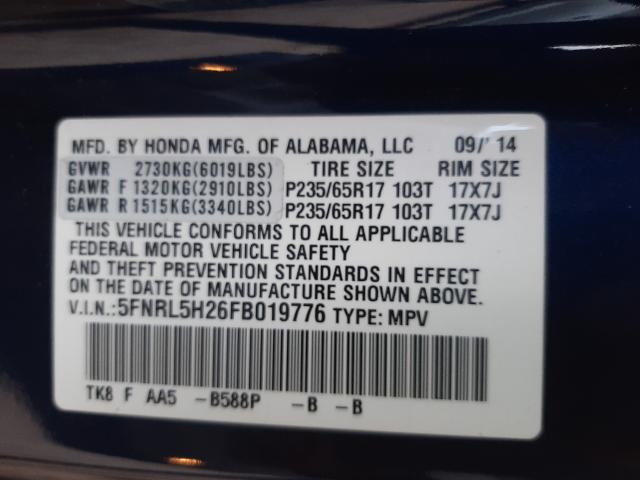 MFD. BY HONDA MFG. OF ALABAMA, LLC 09/ 14
GVWR 2730KG(6019LBS) TIRE SIZE RIM SIZE
GAWR F 1320KG(2910LBS) P235/65R17 103T 17X7J
GAWR R 1515KG(3340LBS) P235/65R17 103T 17X7J
THIS VEHICLE CONFORMS TO ALL APPLICABLE
FEDERAL MOTOR VEHICLE SAFETY
AND THEFT PREVENTION STANDARDS IN EFFECT
ON THE DATE OF MANUFACTURE SHOWN ABOVE.
V.I.N.:5FNRL5H26FB019776 TYPE: MPV
TK8 F AA5 -B588P -B -B